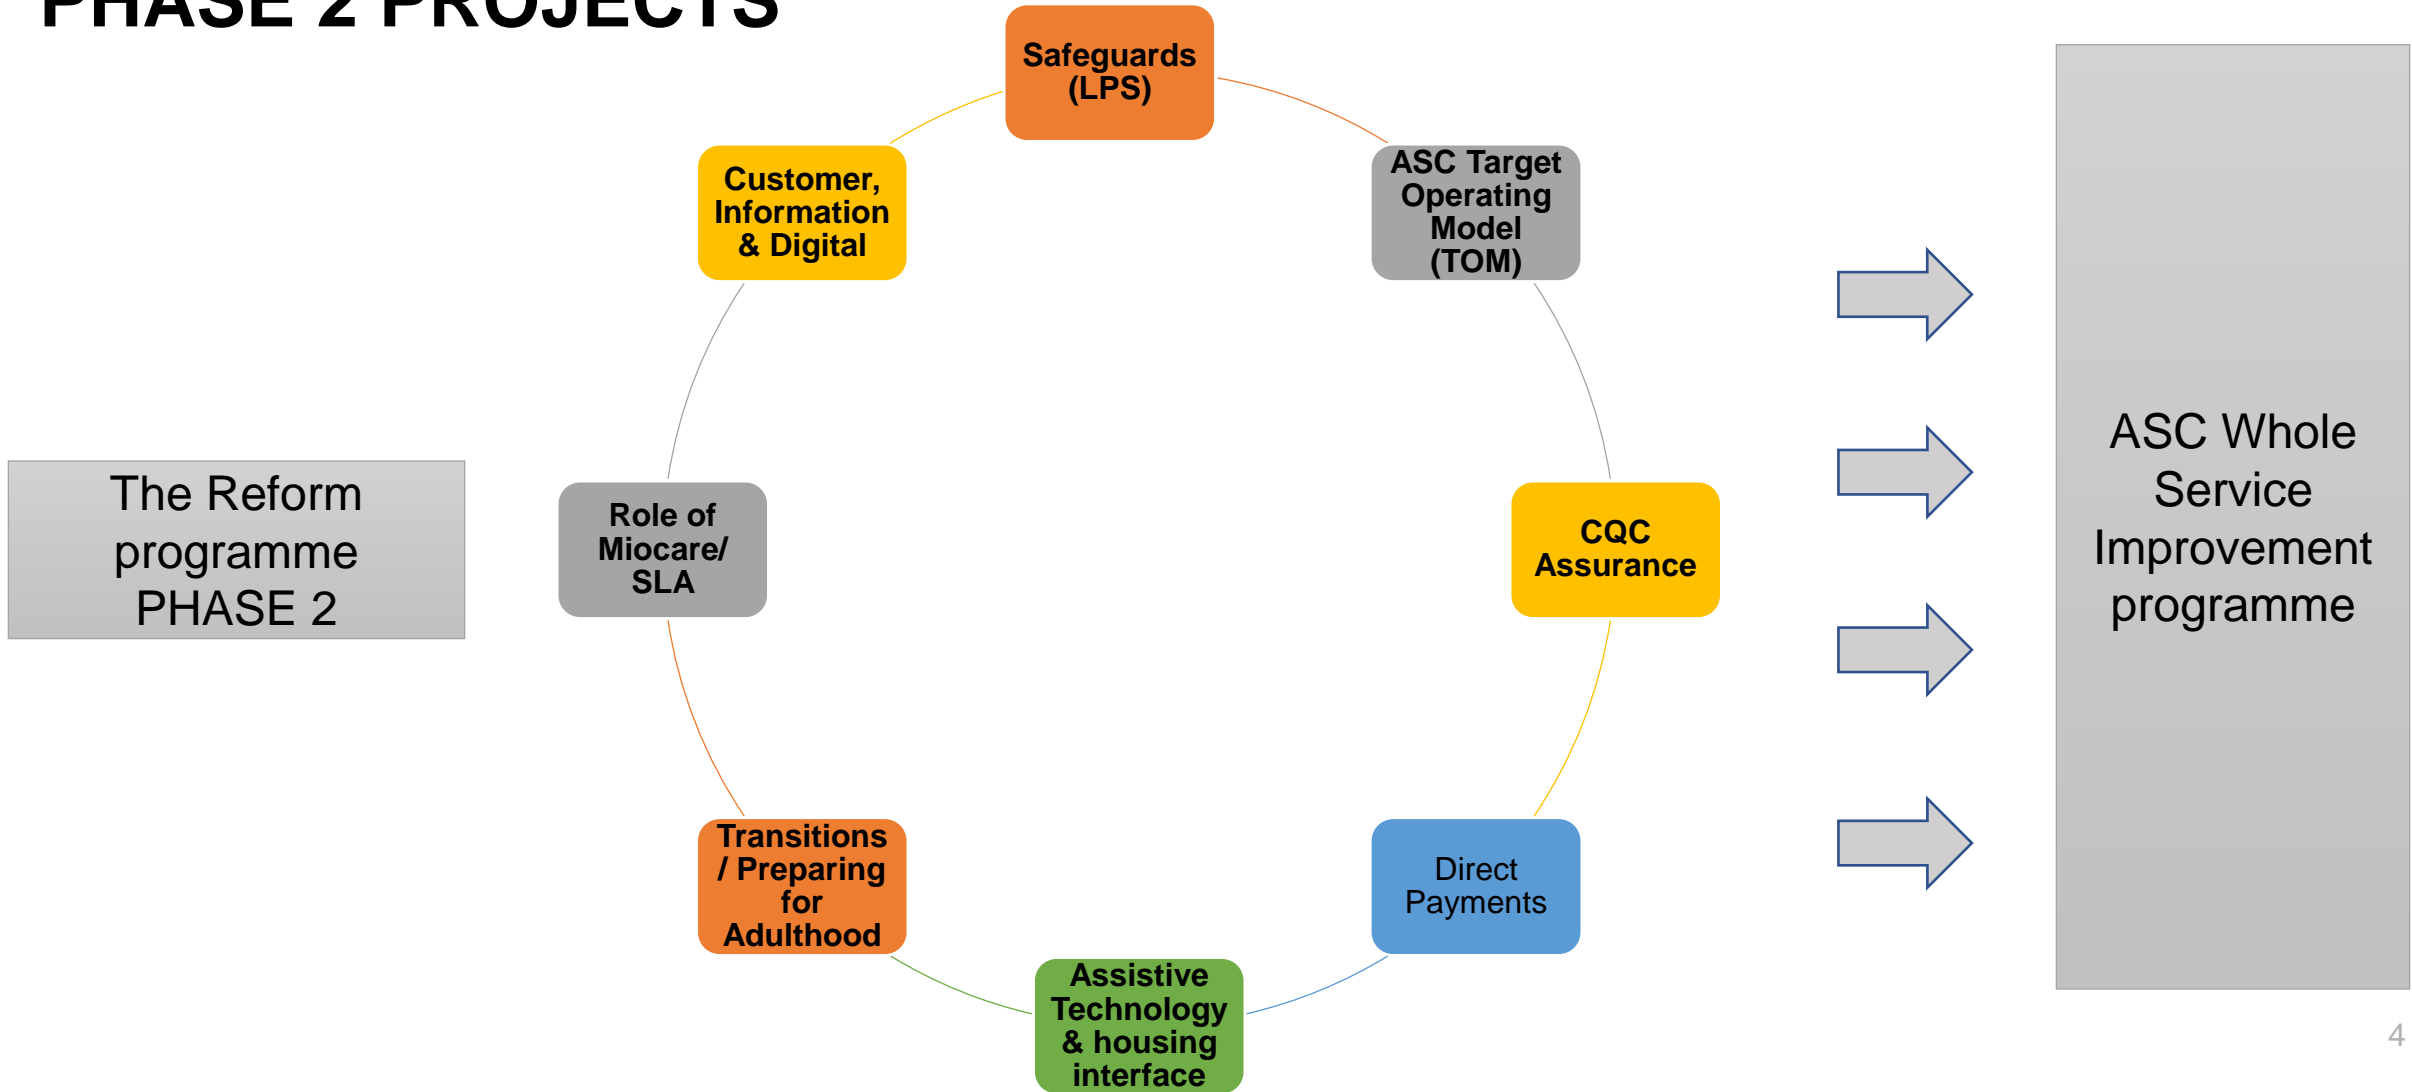 PHASE 2 PROJECTS
Safeguards
(LPS)
ASC Target
Operating
Model
(TOM)
CQC
Assurance
Direct
Payments
Assistive
Technology
& housing
interface
Transitions
/ Preparing
for
Adulthood
Role of
Miocare/
SLA
Customer,
Information
& Digital
The Reform
programme
PHASE 2
ASC Whole
Service
Improvement
programme
4